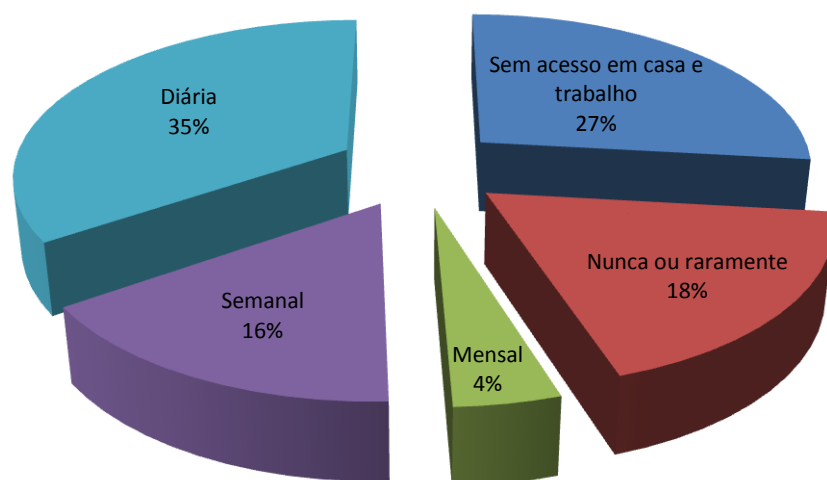 Sem acesso em casa e
trabalho
27%
Nunca ou raramente
18%
Mensal
4%
Semanal
16%
Diária
35%